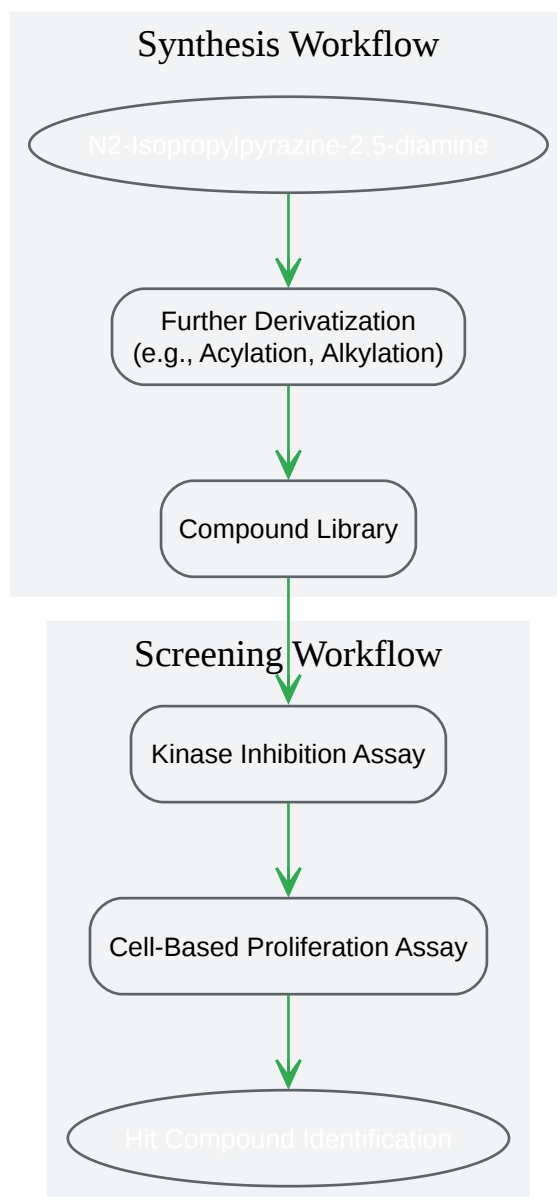 Synthesis Workflow
N2-Isopropylpyrazine-2,5-diamine
Further Derivatization
(e.g., Acylation, Alkylation)
Compound Library
Screening Workflow
Kinase Inhibition Assay
Cell-Based Proliferation Assay
Hit Compound Identification